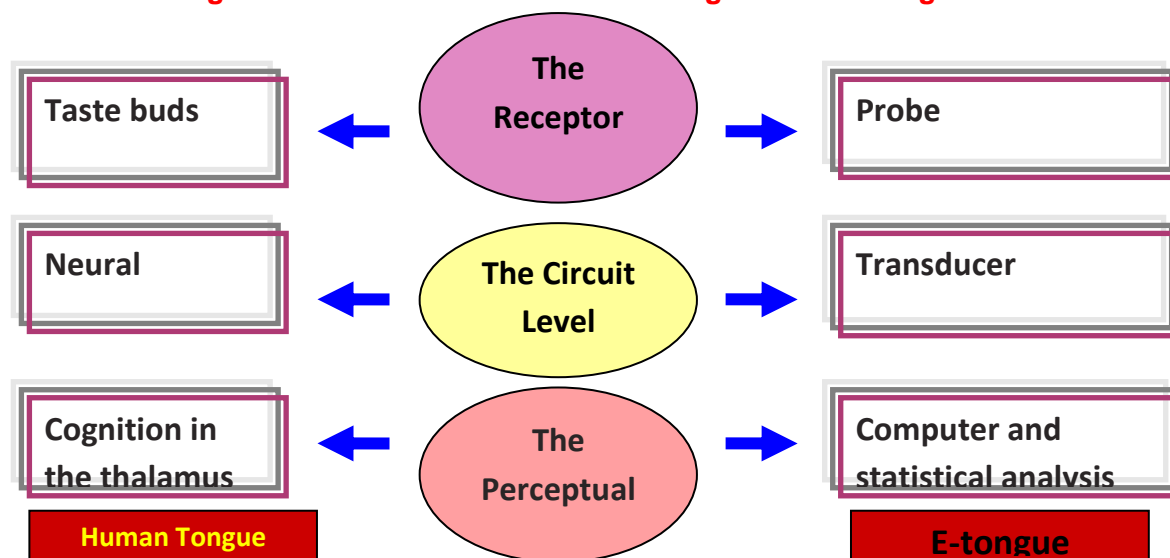 The
Receptor
Taste buds
Probe
The Circuit
Level
Neural
Transducer
The
Perceptual
Cognition in
the thalamus
Computer and
statistical analysis
Human Tongue
E-tongue